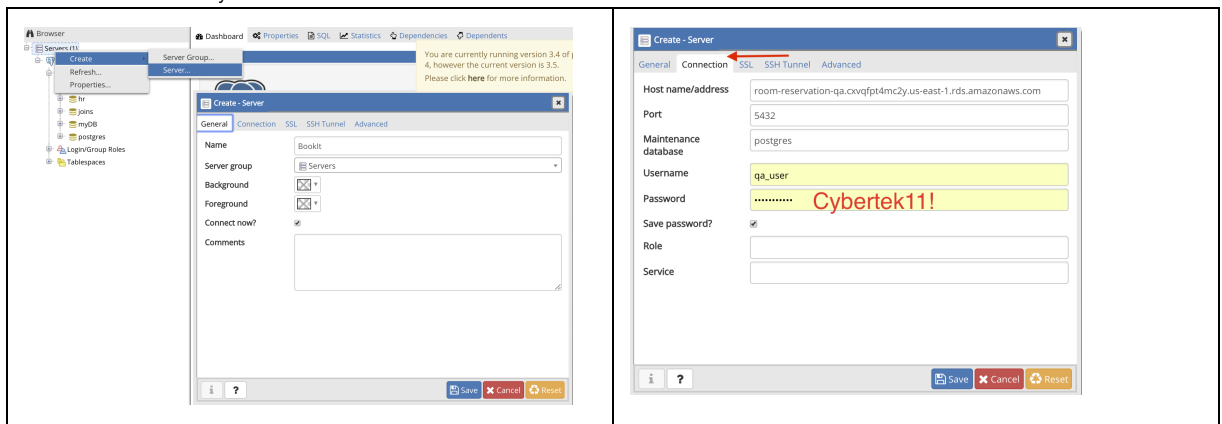 Browser
Servers (1)
Create
Refresh...
Properties...
Server Group...
Server...
hr
joins
myDB
postgres
Login/Group Roles
Tablespaces
Dashboard Properties SQL Statistics Dependencies Dependents
You are currently running version 3.4 of
4, however the current version is 3.5.
Please click here for more information.
Create - Server
General Connection SSL SSH Tunnel Advanced
Name BookIt
Server group Servers
Background
Foreground
Connect now?
Comments
i ? Save Cancel Reset
Create - Server
General Connection SSL SSH Tunnel Advanced
Host name/address room-reservation-qa.cxvqfpt4mc2y.us-east-1.rds.amazonaws.com
Port 5432
Maintenance postgres
database
Username qa_user
Password ••••••••••• Cybertek11!
Save password?
Role
Service
i ? Save Cancel Reset